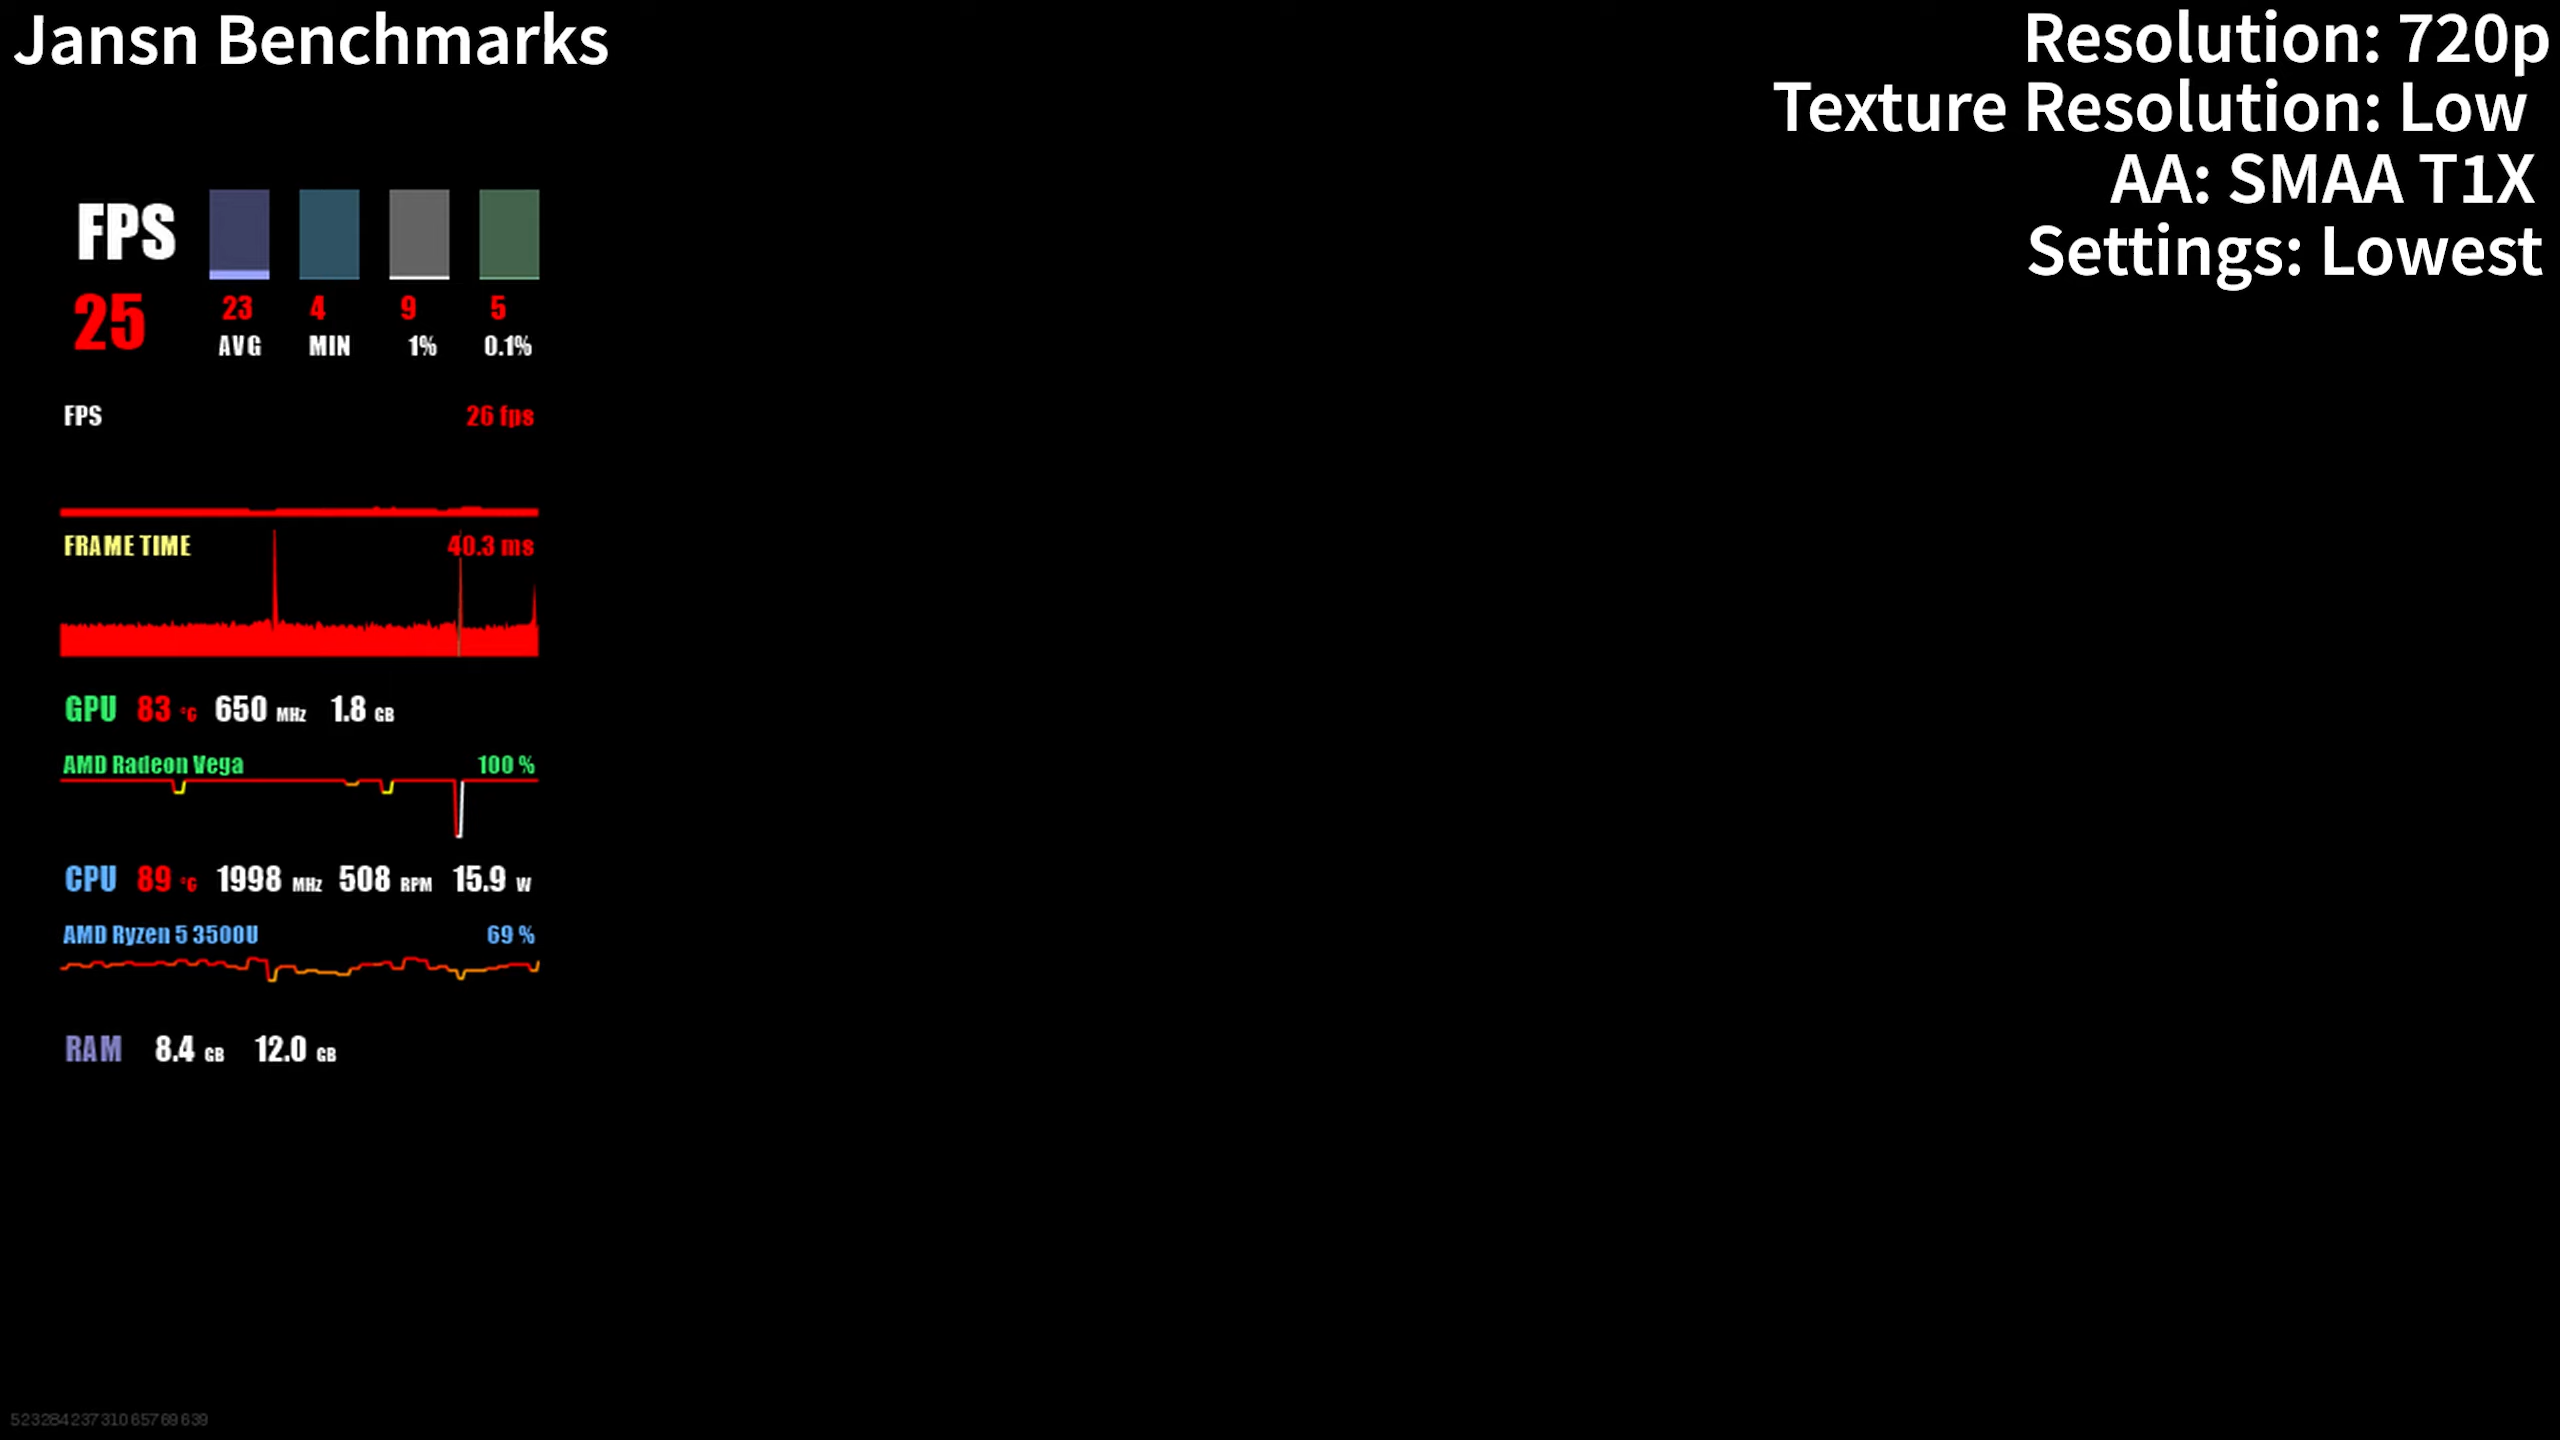 Jansn Benchmarks
Resolution: 720p
Texture Resolution: Low
AA: SMAA T1X
Settings: Lowest
FPS
25
23 4 9 5
AVG MIN 1% 0.1%
FPS 26 fps
FRAME TIME 40.3 ms
GPU 83 °C 650 MHz 1.8 GB
AMD Radeon Vega 100 %
CPU 89 °C 1998 MHz 508 RPM 15.9 W
AMD Ryzen 5 3500U 69 %
RAM 8.4 GB 12.0 GB
52328423731065769639